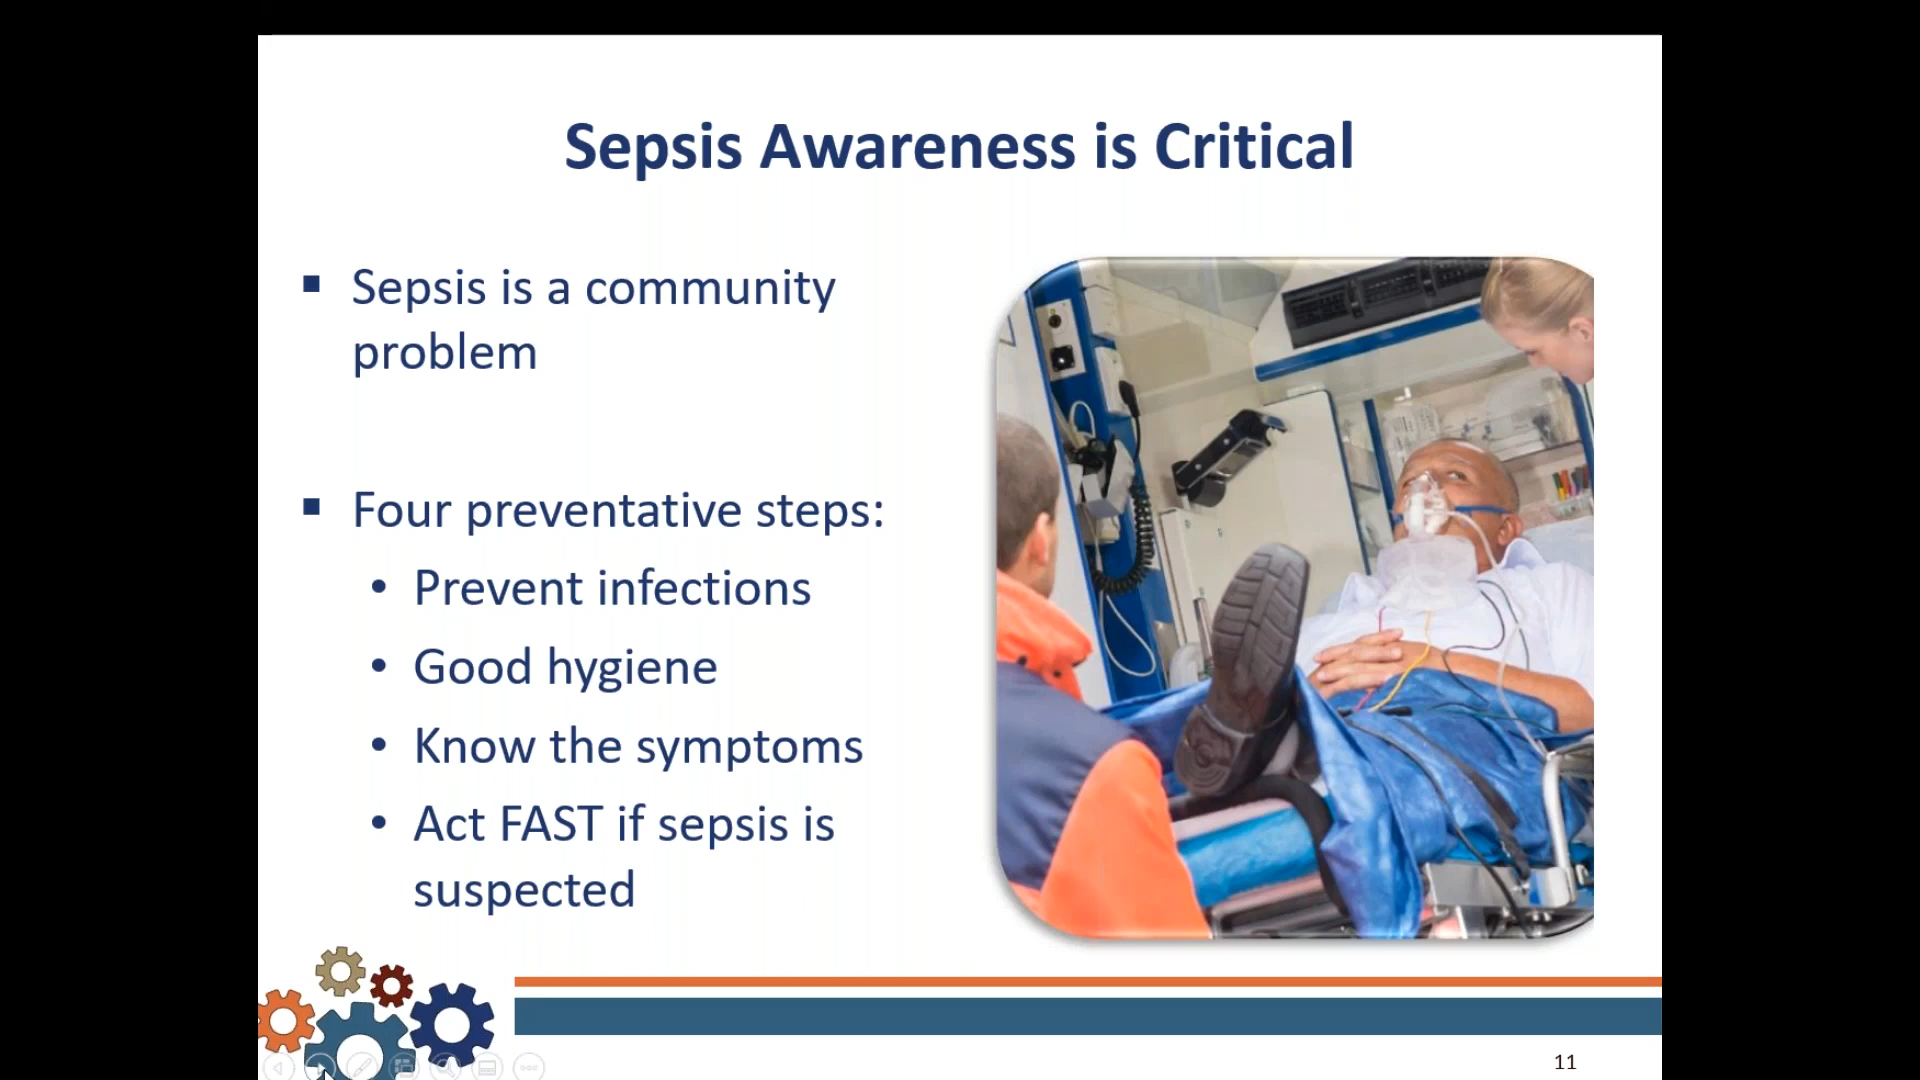 Sepsis Awareness is Critical
▪ Sepsis is a community
problem
▪ Four preventative steps:
• Prevent infections
• Good hygiene
• Know the symptoms
• Act FAST if sepsis is
suspected
11